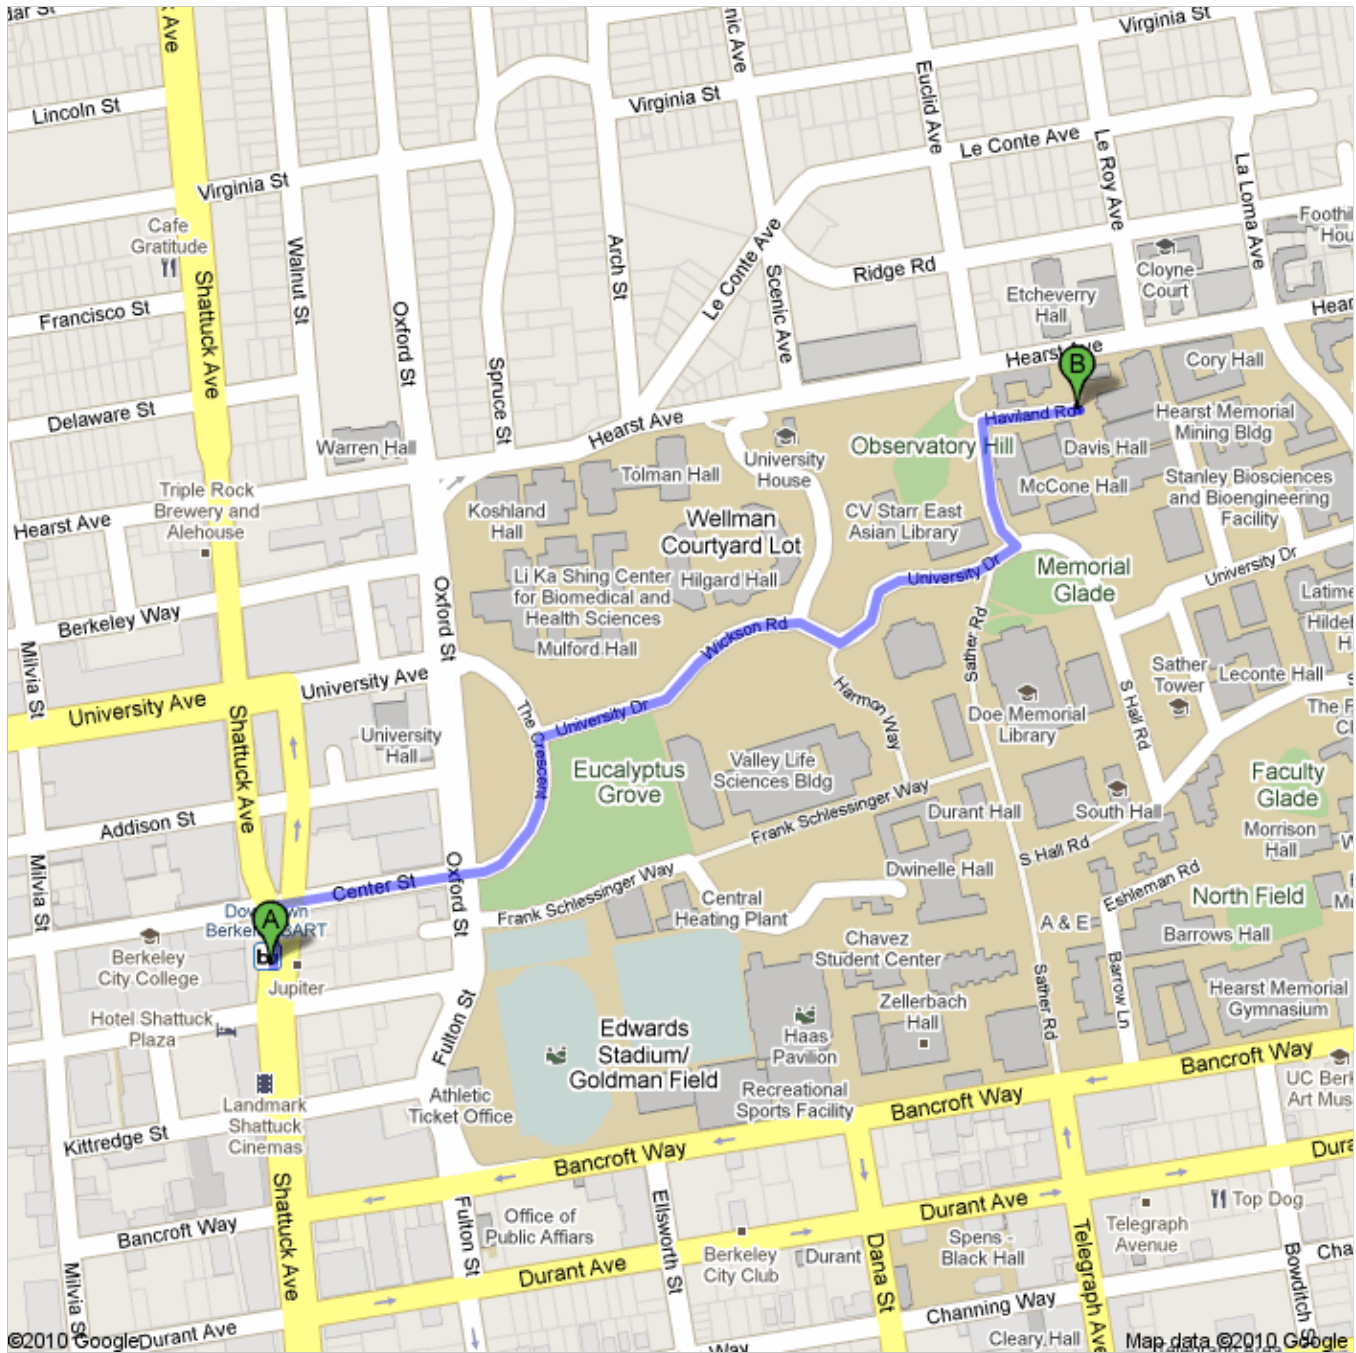 Virginia St
Shattuck Ave
Lincoln St
Virginia St
Euclid Ave
Le Conte Ave
Le Roy Ave
La Loma Ave
Virginia St
Cafe
Gratitude
Walnut St
Arch St
Le Conte Ave
Scenic Ave
Ridge Rd
Cloyne
Court
Etcheverry
Hall
Francisco St
Shattuck Ave
Oxford St
Spruce St
Hearst Ave
B
Cory Hall
Delaware St
Warren Hall
Hearst Ave
Haviland Rd
Hearst Memorial
Mining Bldg
Observatory Hill
Davis Hall
University
House
Tolman Hall
McCone Hall
Stanley Biosciences
and Bioengineering
Facility
Triple Rock
Brewery and
Alehouse
Hearst Ave
Koshland
Hall
Wellman
Courtyard Lot
CV Starr East
Asian Library
Li Ka Shing Center
for Biomedical and
Health Sciences
Hilgard Hall
University Dr
Memorial
Glade
University Dr
Berkeley Way
Oxford St
Mulford Hall
Wickson Rd
Sather Rd
Milvia St
University Ave
University Ave
Sather
Tower
Leconte Hall
Harmon Way
S Hall Rd
Shattuck Ave
The Crescent
University Dr
Doe Memorial
Library
University
Hall
Eucalyptus
Grove
Valley Life
Sciences Bldg
Faculty
Glade
Addison St
Frank Schlessinger Way
Durant Hall
South Hall
Morrison
Hall
Milvia St
Center St
Oxford St
Dwinelle Hall
S Hall Rd
Eshleman Rd
North Field
A
Downtown
Berkeley BART
Frank Schlessinger Way
Central
Heating Plant
A & E
Barrows Hall
Berkeley
City College
Jupiter
Chavez
Student Center
Sather Rd
Barrow Ln
Hearst Memorial
Gymnasium
Hotel Shattuck
Plaza
Fulton St
Edwards
Stadium/
Goldman Field
Haas
Pavilion
Zellerbach
Hall
Bancroft Way
Landmark
Shattuck
Cinemas
Athletic
Ticket Office
Recreational
Sports Facility
Bancroft Way
UC Berk
Art Mus
Kittredge St
Bancroft Way
Shattuck Ave
Fulton St
Ellsworth St
Durant Ave
Top Dog
Bancroft Way
Office of
Public Affiars
Berkeley
City Club
Durant
Dana St
Spens -
Black Hall
Telegraph Ave
Telegraph
Avenue
Bowditch S
Milvia St
Durant Ave
Channing Way
©2010 Google
Durant Ave
Way
Cleary Hall
Map data ©2010 Google